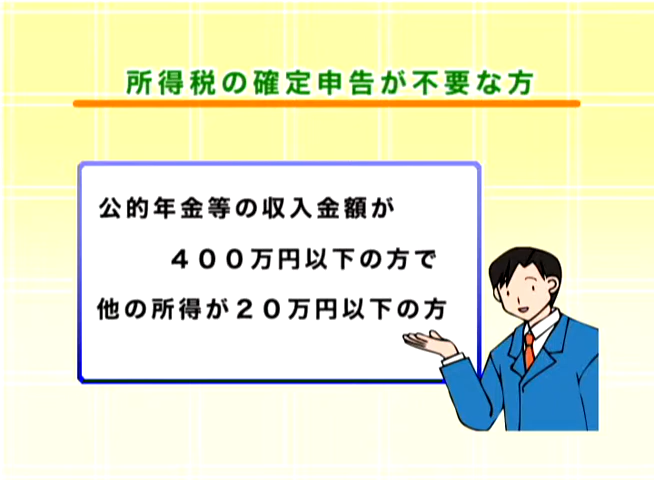 所得税の確定申告が不要な方
公的年金等の収入金額が
４００万円以下の方で
他の所得が２０万円以下の方